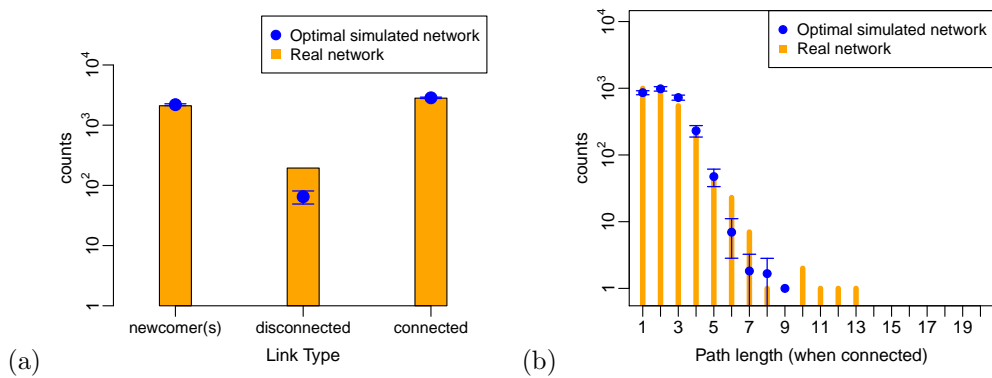 Optimal simulated network
Real network
counts
10^4
10^3
10^2
10
1
newcomer(s) disconnected connected
Link Type
(a)
Optimal simulated network
Real network
counts
10^4
10^3
10^2
10
1
1 3 5 7 9 11 13 15 17 19
Path length (when connected)
(b)